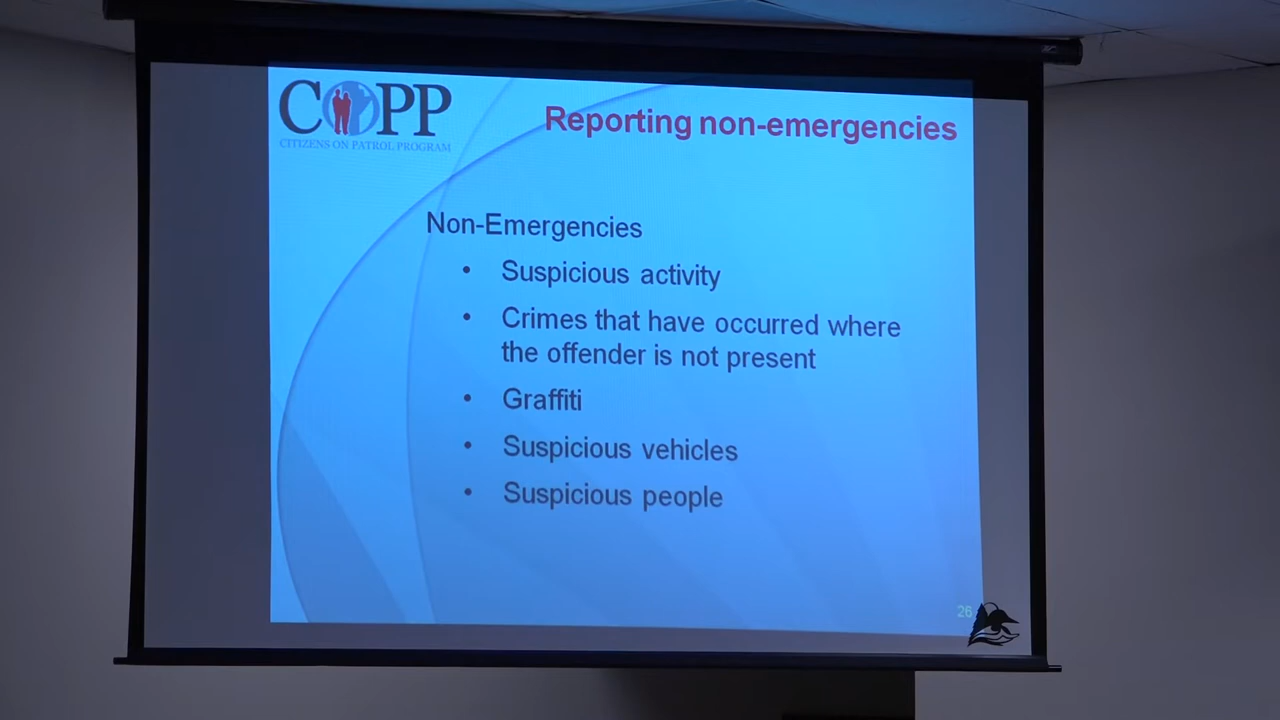 COPP
CITIZENS ON PATROL PROGRAM
Reporting non-emergencies
Non-Emergencies
• Suspicious activity
• Crimes that have occurred where
the offender is not present
• Graffiti
• Suspicious vehicles
• Suspicious people
26